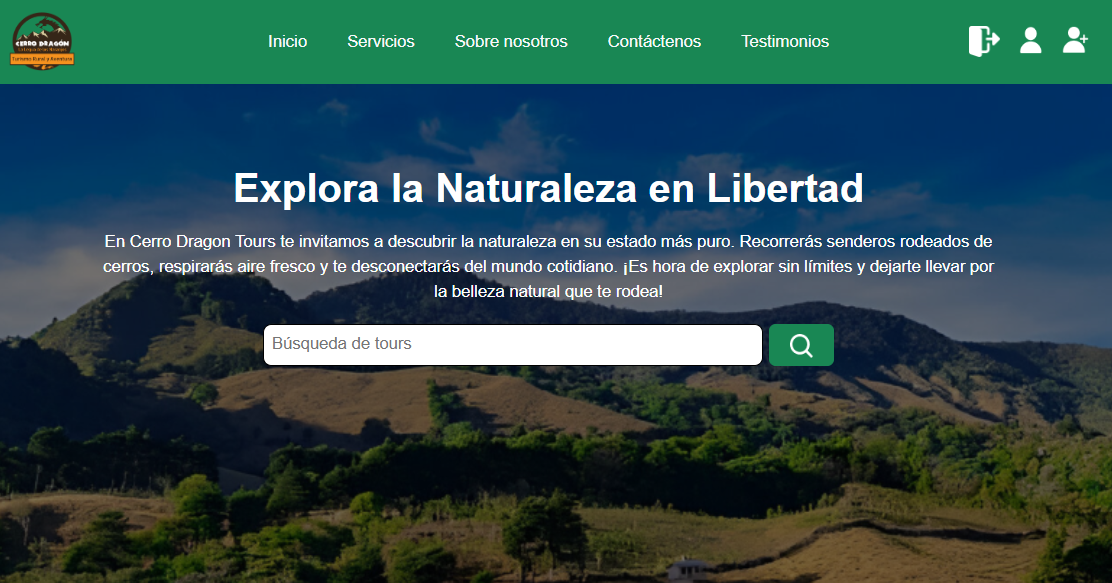 CERRO DRAGÓN
Turismo Rural y Aventura
Inicio
Servicios
Sobre nosotros
Contáctenos
Testimonios
Explora la Naturaleza en Libertad
En Cerro Dragon Tours te invitamos a descubrir la naturaleza en su estado más puro. Recorrerás senderos rodeados de
cerros, respirarás aire fresco y te desconectarás del mundo cotidiano. ¡Es hora de explorar sin límites y dejarte llevar por
la belleza natural que te rodea!
Búsqueda de tours